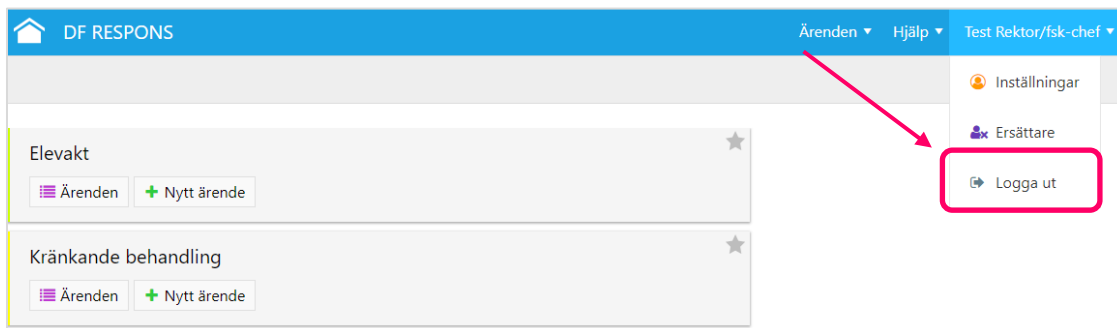 DF RESPONS Ärenden Hjälp Test Rektor/fsk-chef
Inställningar
Ersättare
Logga ut
Elevakt
Ärenden Nytt ärende
Kränkande behandling
Ärenden Nytt ärende